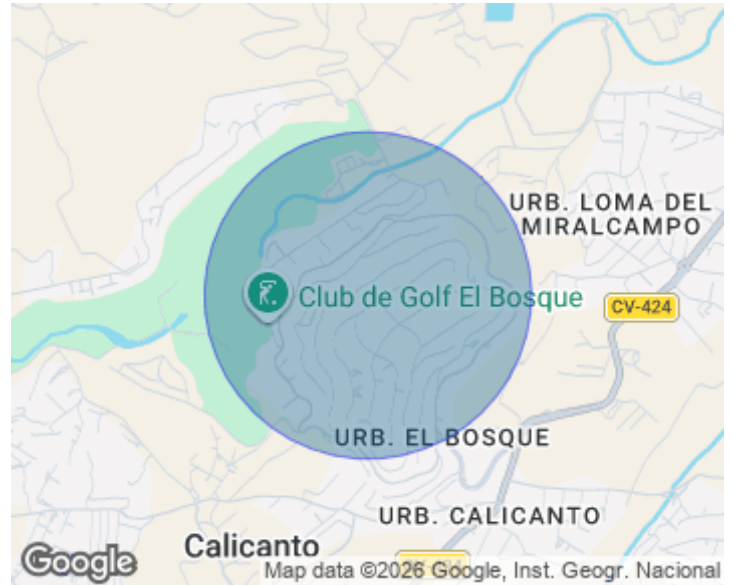 URB. LOMA DEL
MIRALCAMPO
Club de Golf El Bosque
CV-424
URB. EL BOSQUE
URB. CALICANTO
Calicanto
Google
Map data ©2026 Google, Inst. Geogr. Nacional